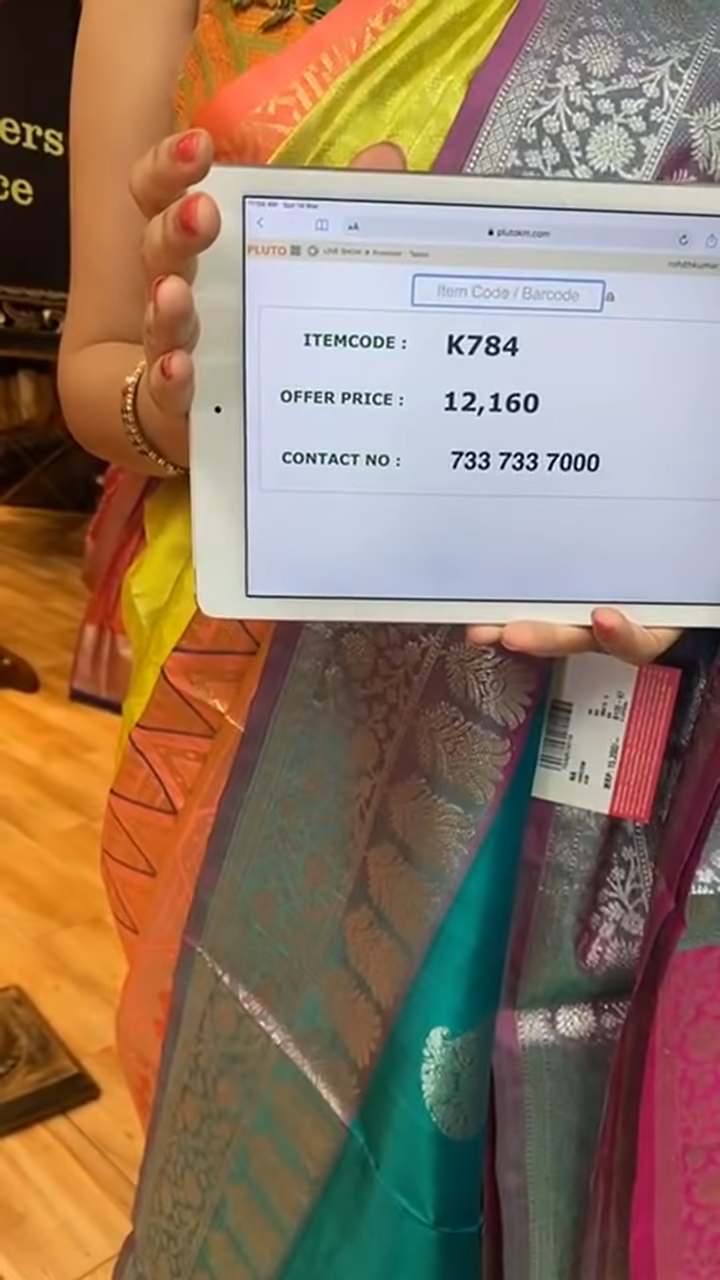 ers
ce
plutokm.com
PLUTO
Item Code / Barcode
ITEMCODE : K784
OFFER PRICE : 12,160
CONTACT NO : 733 733 7000